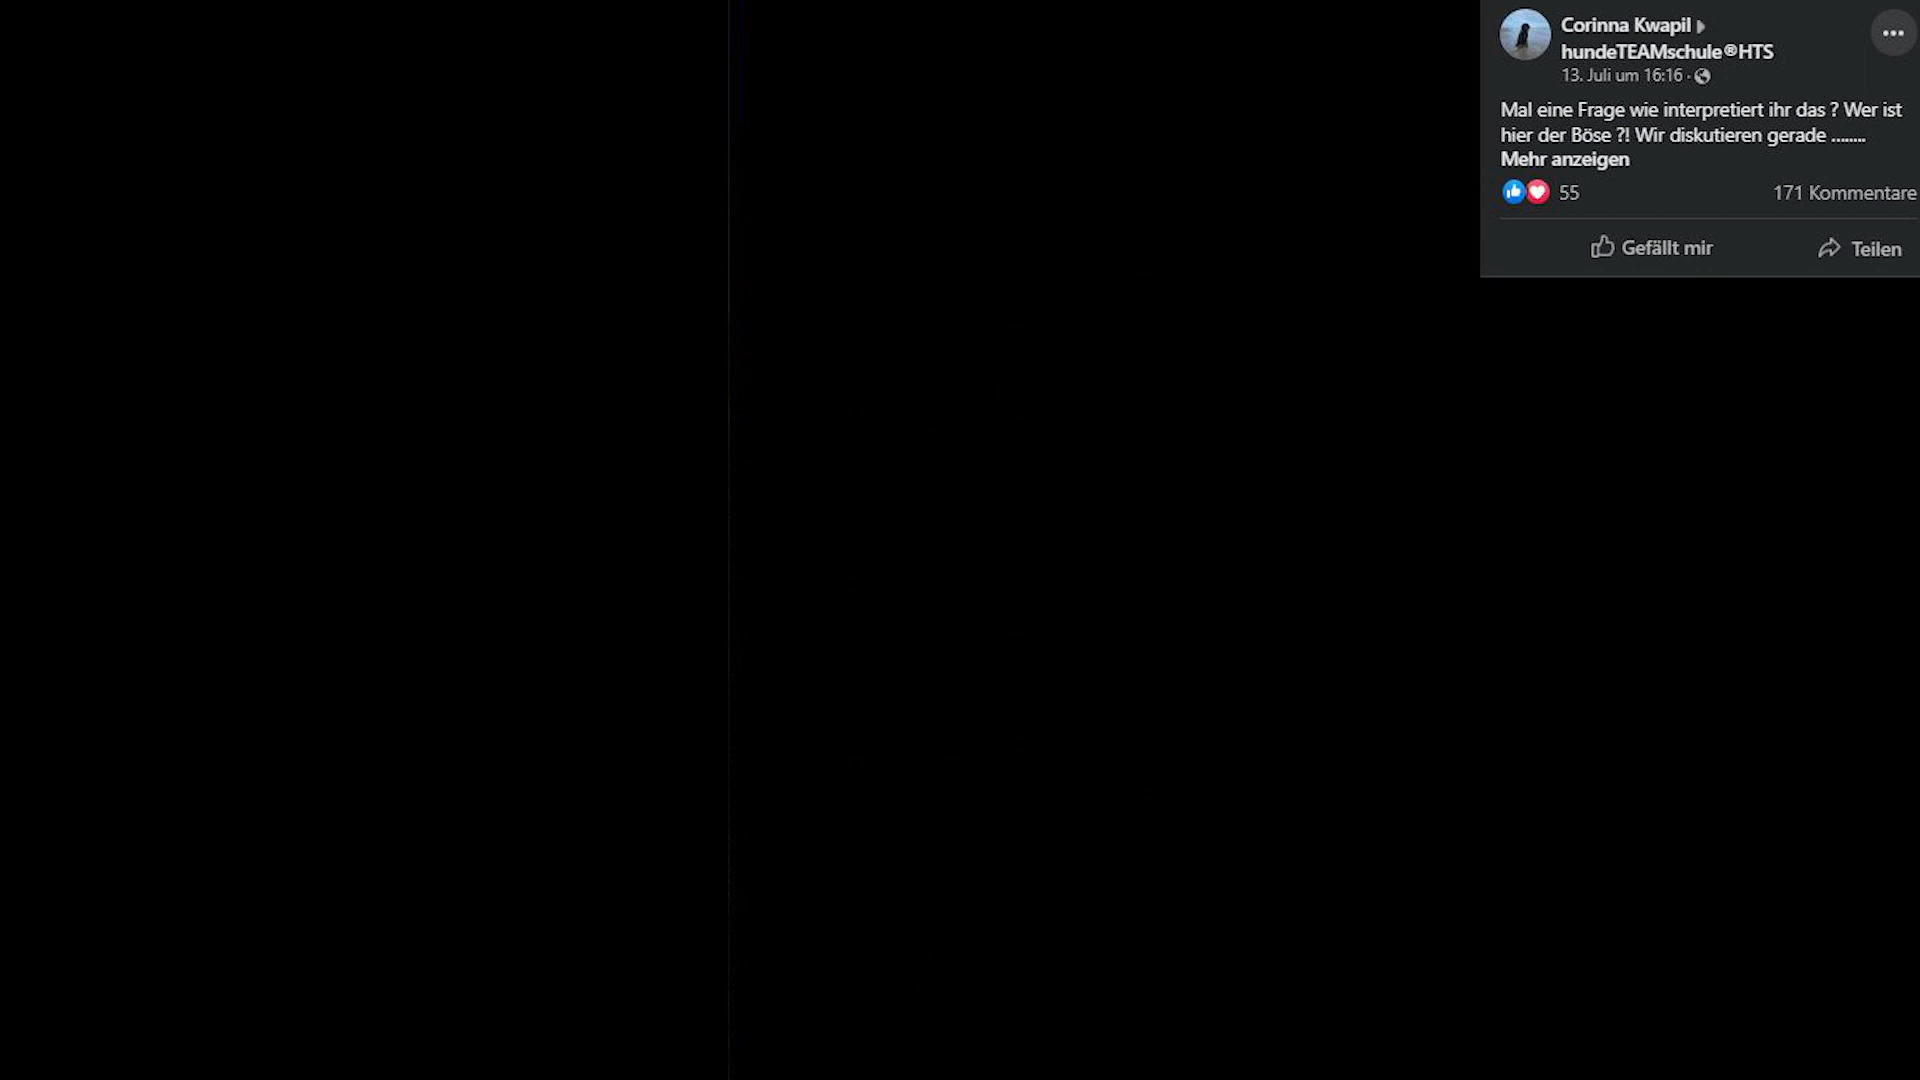 Corinna Kwapil
hundeTEAMschule®HTS
13. Juli um 16:16 ·
Mal eine Frage wie interpretiert ihr das ? Wer ist
hier der Böse ?! Wir diskutieren gerade ........
Mehr anzeigen
55 171 Kommentare
Gefällt mir Teilen